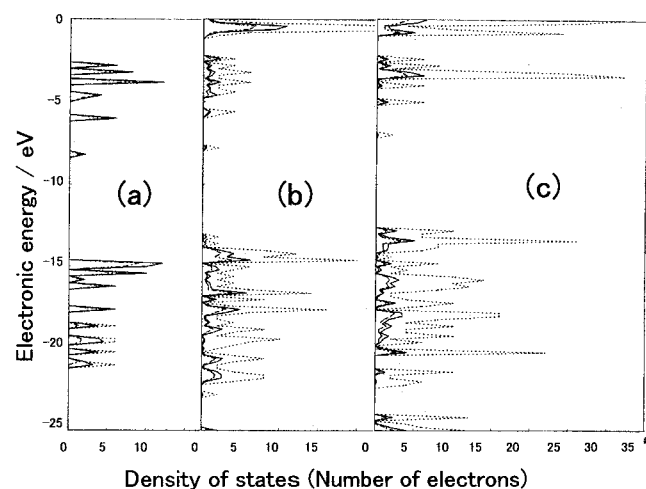 0
-5
-10
-15
-20
-25
Electronic energy / eV
(a)
(b)
(c)
0 5 10 0 5 10 15 0 5 10 15 20 25 30 35
Density of states (Number of electrons)